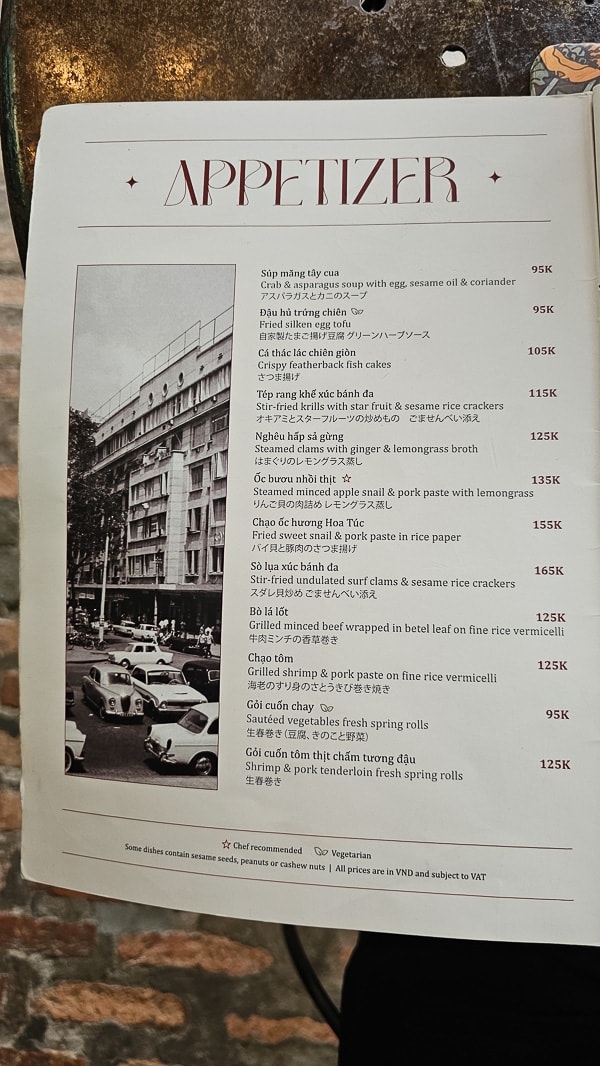 APPETIZER
Súp măng tây cua 95K
Crab & asparagus soup with egg, sesame oil & coriander
アスパラガスとカニのスープ
Đậu hủ trứng chiên 95K
Fried silken egg tofu
自家製たまご揚げ豆腐 グリーンハーブソース
Cá thác lác chiên giòn 105K
Crispy featherback fish cakes
さつま揚げ
Tép rang khế xúc bánh đa 115K
Stir-fried krills with star fruit & sesame rice crackers
オキアミとスターフルーツの炒めもの　ごませんべい添え
Nghêu hấp sả gừng 125K
Steamed clams with ginger & lemongrass broth
はまぐりのレモングラス蒸し
Ốc bươu nhồi thịt ☆ 135K
Steamed minced apple snail & pork paste with lemongrass
りんご貝の肉詰め レモングラス蒸し
Chạo ốc hương Hoa Túc 155K
Fried sweet snail & pork paste in rice paper
バイ貝と豚肉のさつま揚げ
Sò lụa xúc bánh đa 165K
Stir-fried undulated surf clams & sesame rice crackers
スダレ貝炒め ごませんべい添え
Bò lá lốt 125K
Grilled minced beef wrapped in betel leaf on fine rice vermicelli
牛肉ミンチの香草巻き
Chạo tôm 125K
Grilled shrimp & pork paste on fine rice vermicelli
海老のすり身のさとうきび巻き焼き
Gỏi cuốn chay 95K
Sautéed vegetables fresh spring rolls
生春巻き（豆腐、きのこと野菜）
Gỏi cuốn tôm thịt chấm tương đậu 125K
Shrimp & pork tenderloin fresh spring rolls
生春巻き
☆ Chef recommended Vegetarian
Some dishes contain sesame seeds, peanuts or cashew nuts | All prices are in VND and subject to VAT